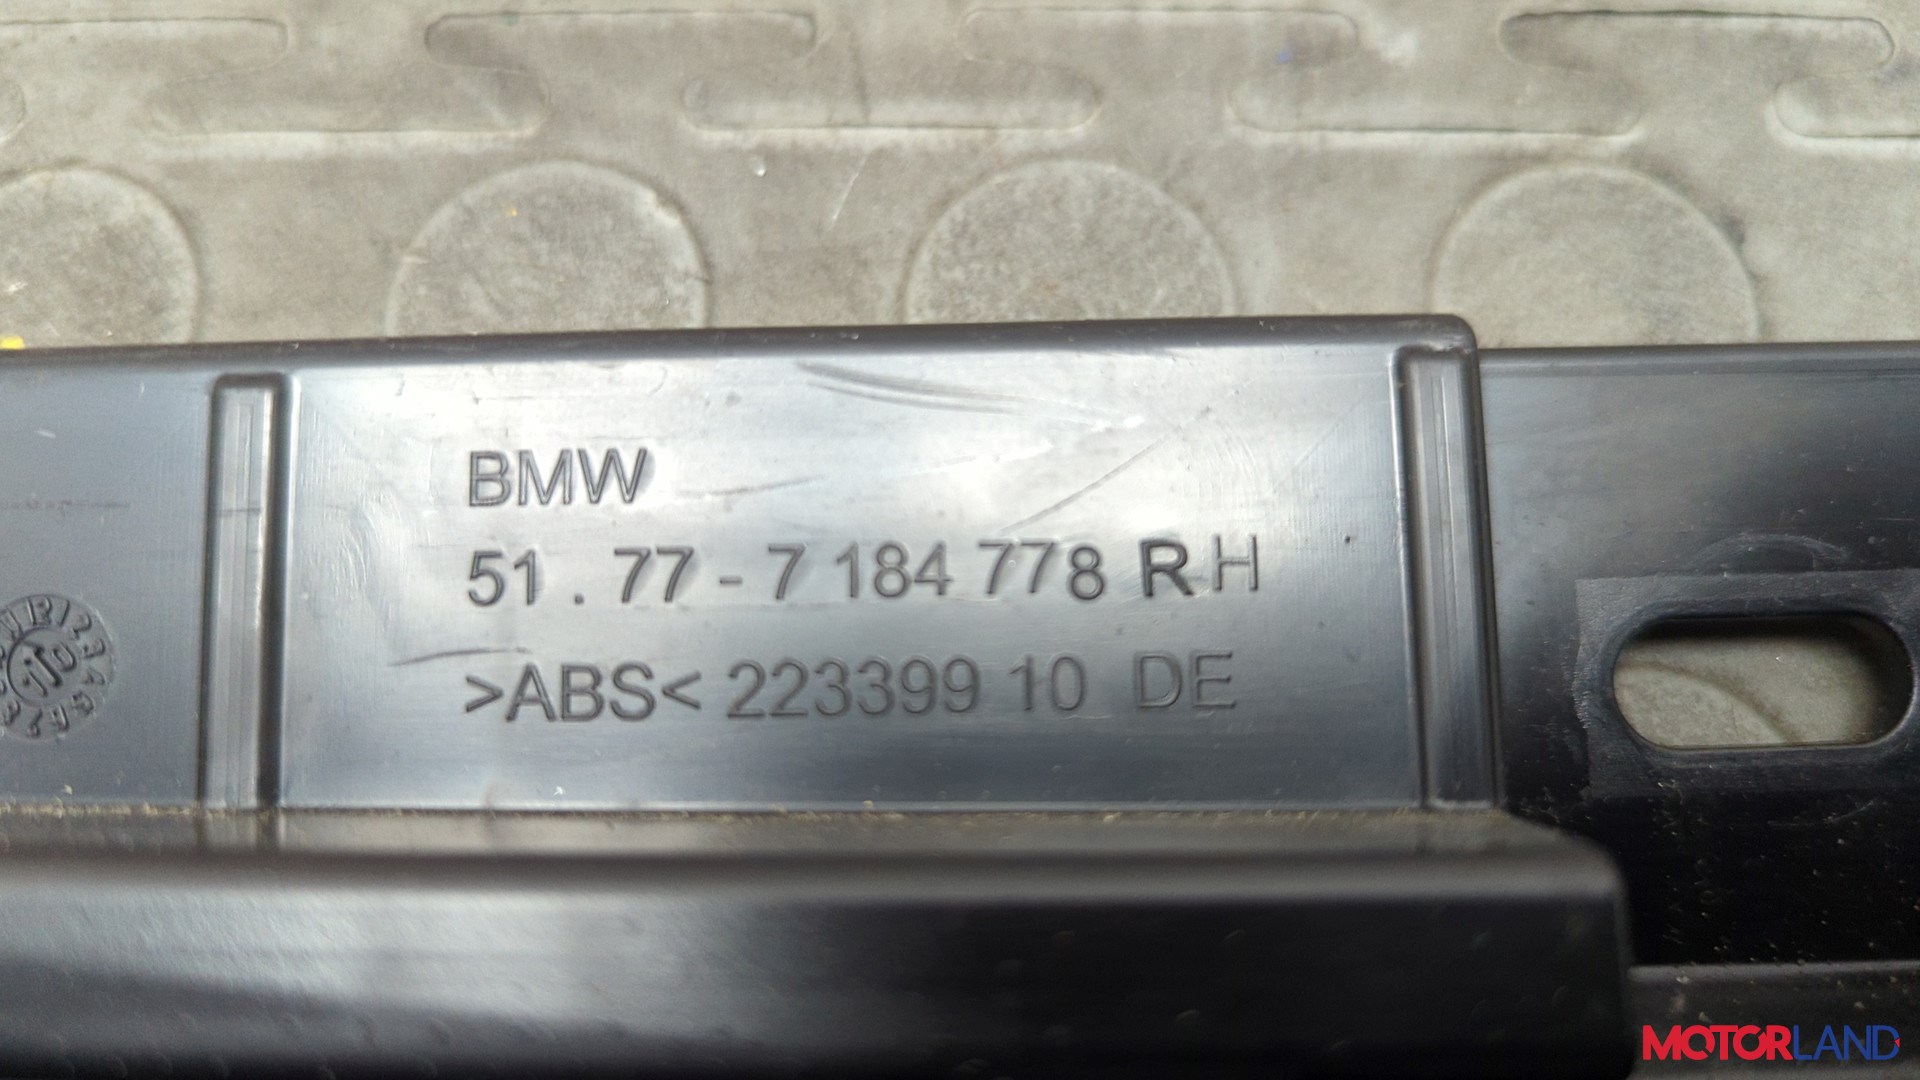 BMW
51.77-7 184 778 RH
>ABS< 223399 10 DE
MOTORLAND